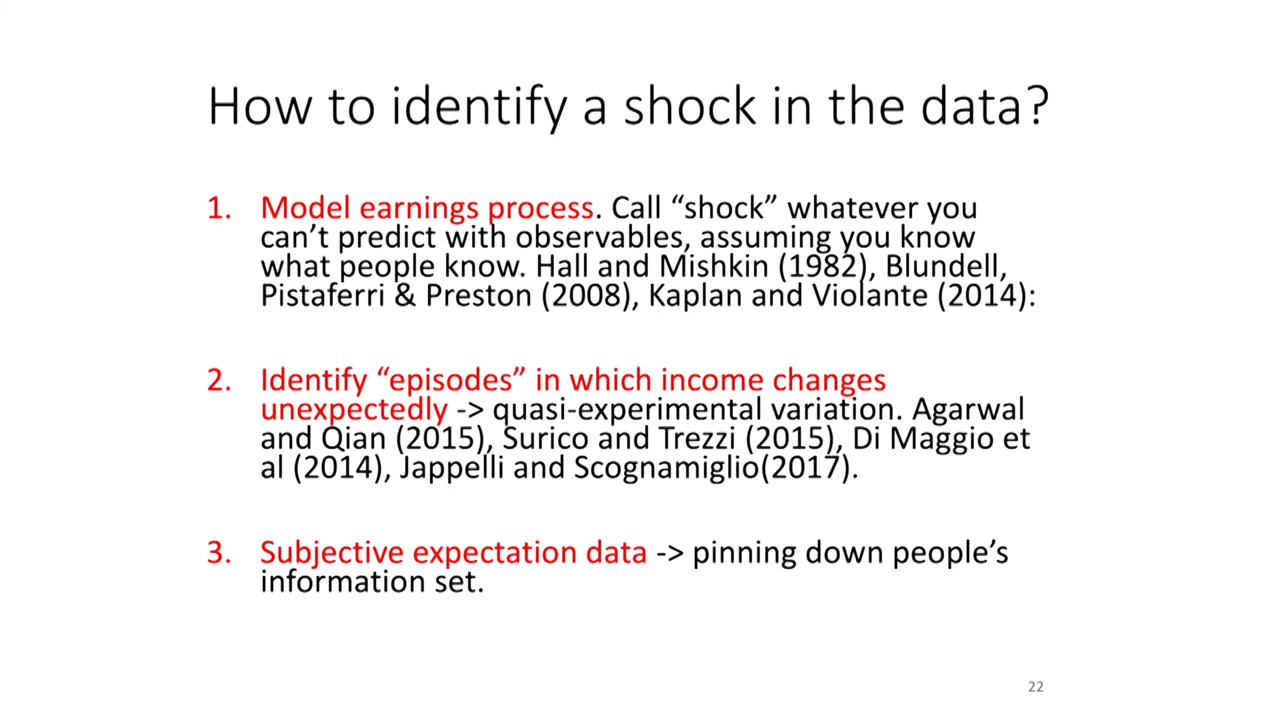 How to identify a shock in the data?
1. Model earnings process. Call “shock” whatever you
can’t predict with observables, assuming you know
what people know. Hall and Mishkin (1982), Blundell,
Pistaferri & Preston (2008), Kaplan and Violante (2014):
2. Identify “episodes” in which income changes
unexpectedly -> quasi-experimental variation. Agarwal
and Qian (2015), Surico and Trezzi (2015), Di Maggio et
al (2014), Jappelli and Scognamiglio(2017).
3. Subjective expectation data -> pinning down people’s
information set.
22